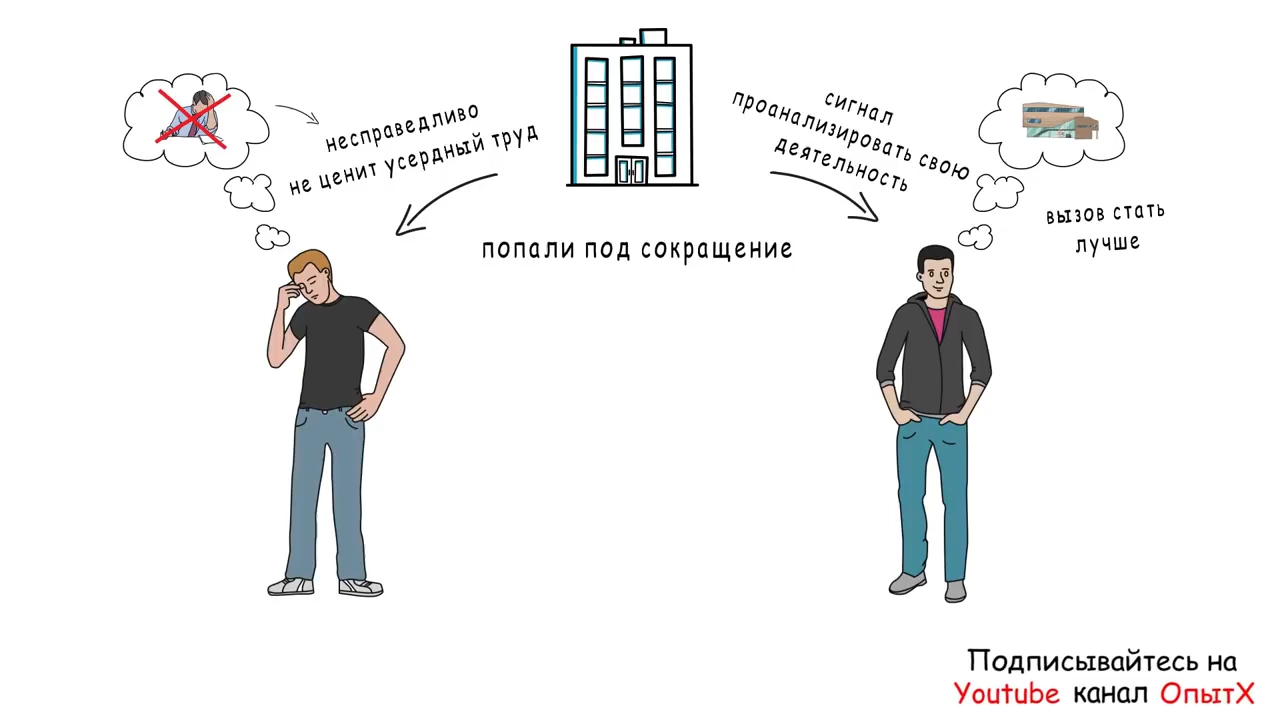 несправедливо
не ценит усердный труд
сигнал
проанализировать свою
деятельность
вызов стать
лучше
попали под сокращение
Подписывайтесь на
Youtube канал ОпытX